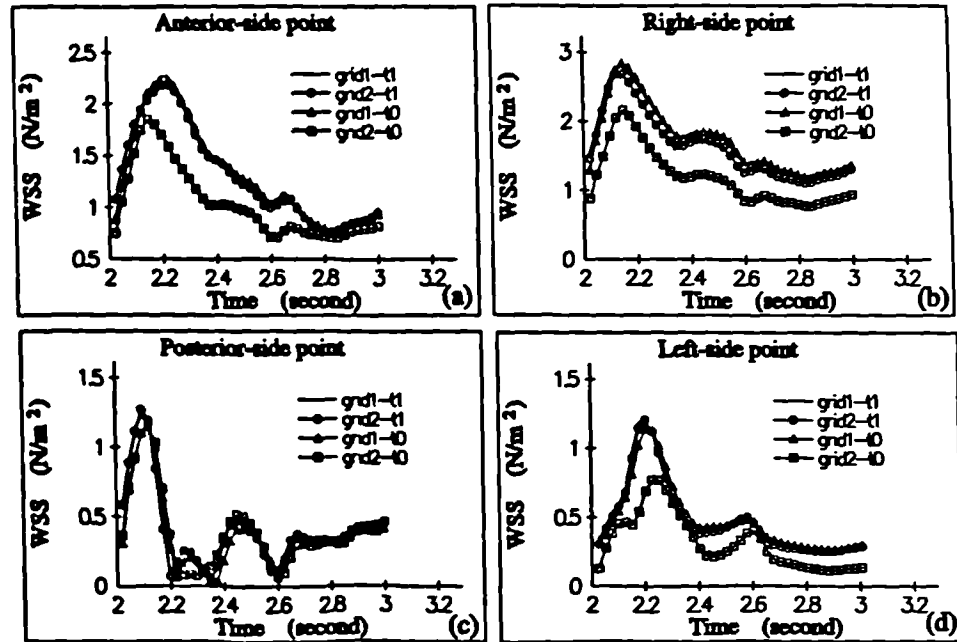 Anterior-side point
WSS (N/m²)
2.5
2
1.5
1
0.5
grid1-t1
grid2-t1
grid1-t0
grid2-t0
2 2.2 2.4 2.6 2.8 3 3.2
Time (second)
(a)
Right-side point
WSS (N/m²)
3
2
1
0
grid1-t1
grid2-t1
grid1-t0
grid2-t0
2 2.2 2.4 2.6 2.8 3 3.2
Time (second)
(b)
Posterior-side point
WSS (N/m²)
1.5
1
0.5
0
grid1-t1
grid2-t1
grid1-t0
grid2-t0
2 2.2 2.4 2.6 2.8 3 3.2
Time (second)
(c)
Left-side point
WSS (N/m²)
1.5
1
0.5
0
grid1-t1
grid2-t1
grid1-t0
grid2-t0
2 2.2 2.4 2.6 2.8 3 3.2
Time (second)
(d)